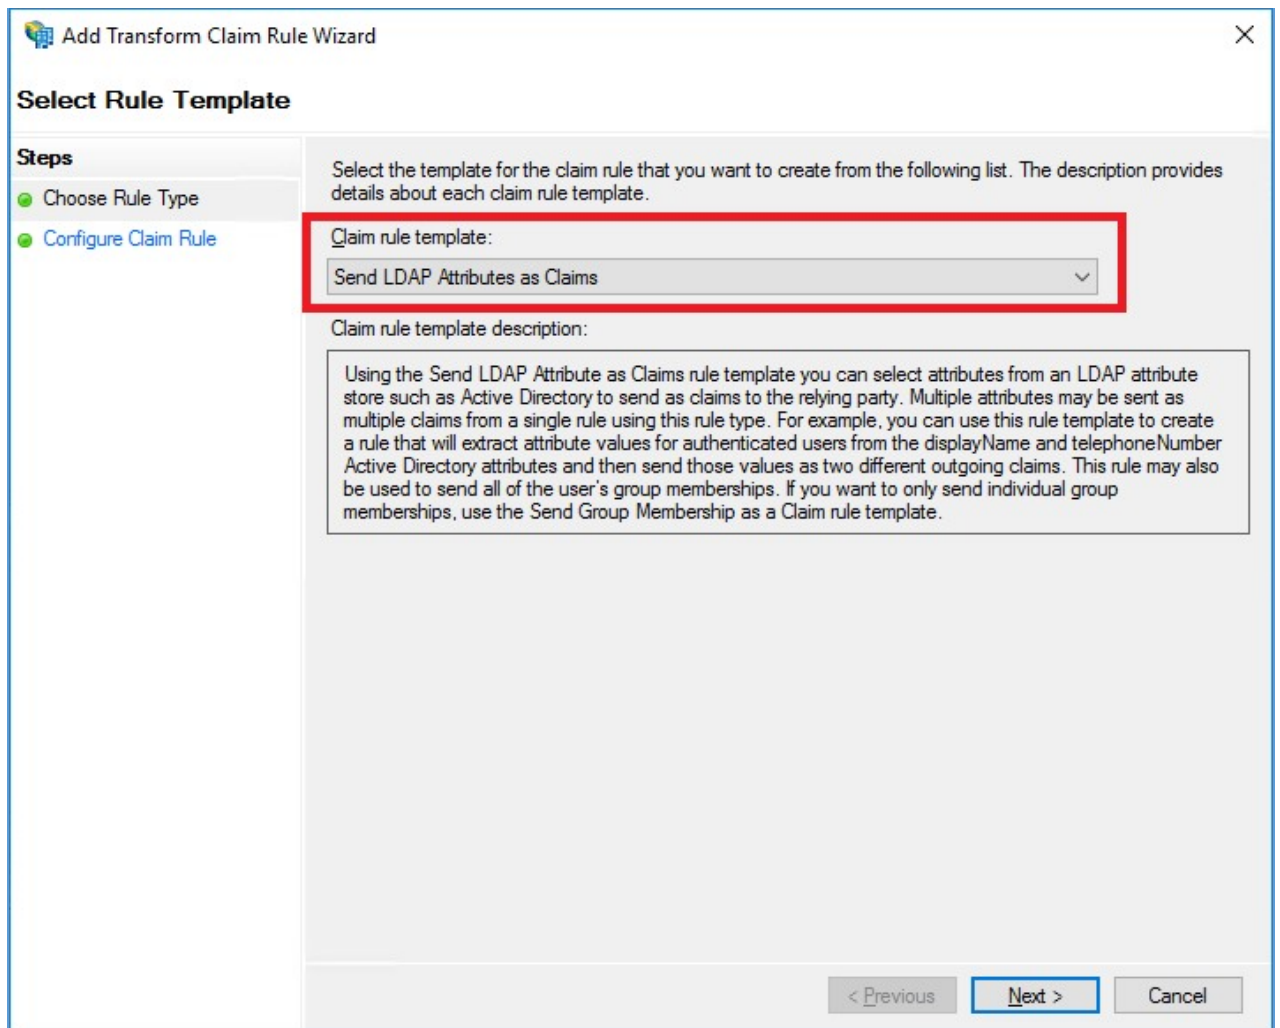 Add Transform Claim Rule Wizard
Select Rule Template
Steps
Choose Rule Type
Configure Claim Rule
Select the template for the claim rule that you want to create from the following list. The description provides
details about each claim rule template.
Claim rule template:
Send LDAP Attributes as Claims
Claim rule template description:
Using the Send LDAP Attribute as Claims rule template you can select attributes from an LDAP attribute
store such as Active Directory to send as claims to the relying party. Multiple attributes may be sent as
multiple claims from a single rule using this rule type. For example, you can use this rule template to create
a rule that will extract attribute values for authenticated users from the displayName and telephoneNumber
Active Directory attributes and then send those values as two different outgoing claims. This rule may also
be used to send all of the user's group memberships. If you want to only send individual group
memberships, use the Send Group Membership as a Claim rule template.
< Previous
Next >
Cancel